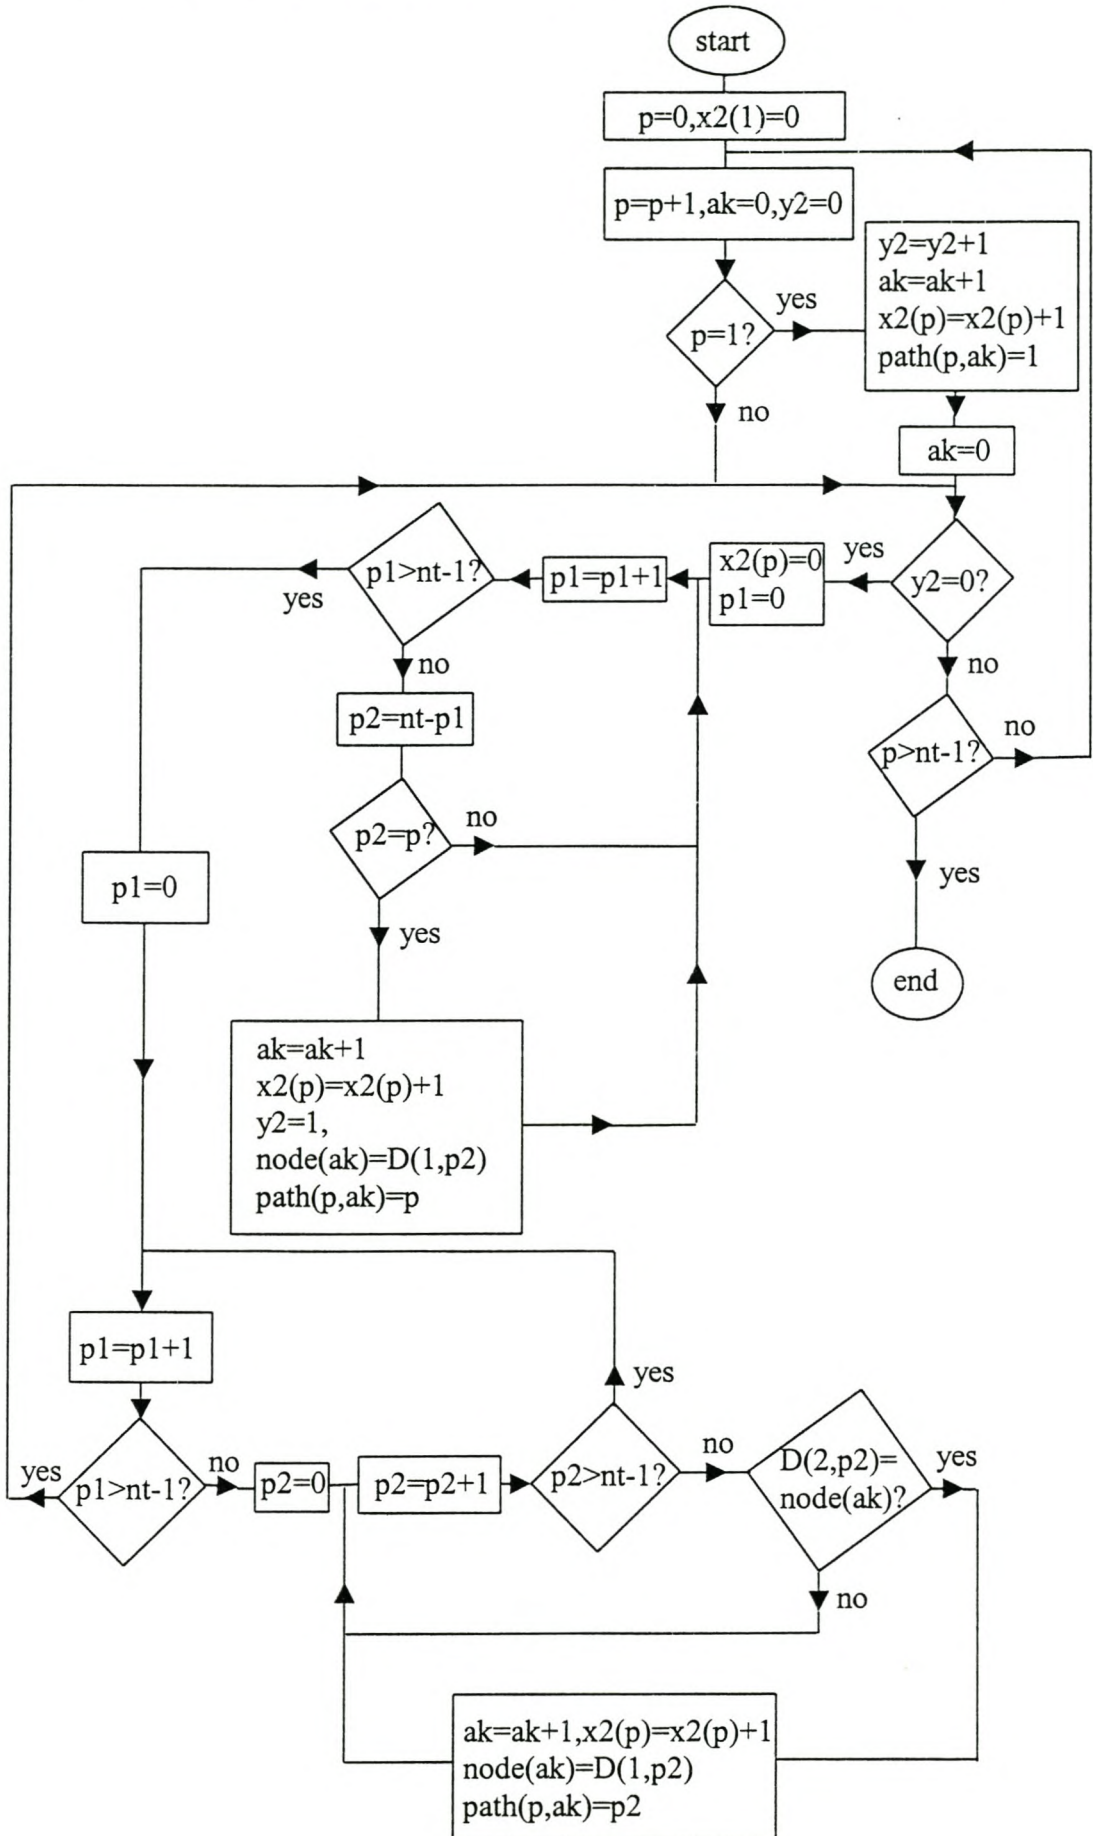 start
p=0,x2(1)=0
p=p+1,ak=0,y2=0
y2=y2+1
ak=ak+1
x2(p)=x2(p)+1
path(p,ak)=1
yes
p=1?
no
ak=0
p1>nt-1?
yes
no
p1=p1+1
x2(p)=0
p1=0
yes
y2=0?
no
p2=nt-p1
p>nt-1?
no
yes
p2=p?
no
yes
p1=0
end
ak=ak+1
x2(p)=x2(p)+1
y2=1,
node(ak)=D(1,p2)
path(p,ak)=p
p1=p1+1
yes
p1>nt-1?
no
p2=0
p2=p2+1
p2>nt-1?
yes
no
D(2,p2)=
node(ak)?
yes
no
ak=ak+1,x2(p)=x2(p)+1
node(ak)=D(1,p2)
path(p,ak)=p2